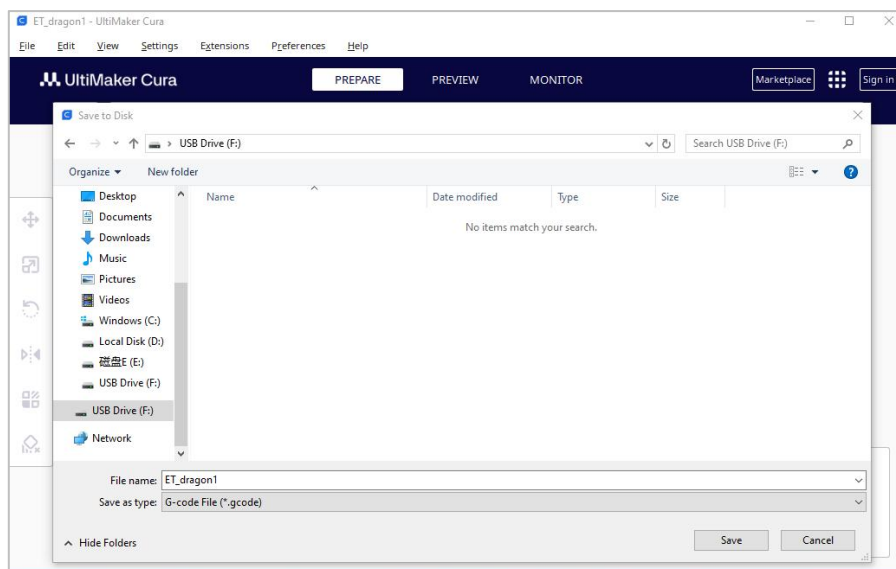 ET_dragon1 - UltiMaker Cura
File Edit View Settings Extensions Preferences Help
UltiMaker Cura PREPARE PREVIEW MONITOR Marketplace Sign in
Save to Disk
USB Drive (F:) Search USB Drive (F:)
Organize New folder
Name Date modified Type Size
No items match your search.
Desktop
Documents
Downloads
Music
Pictures
Videos
Windows (C:)
Local Disk (D:)
磁盘E (E:)
USB Drive (F:)
USB Drive (F:)
Network
File name: ET_dragon1
Save as type: G-code File (*.gcode)
Hide Folders Save Cancel